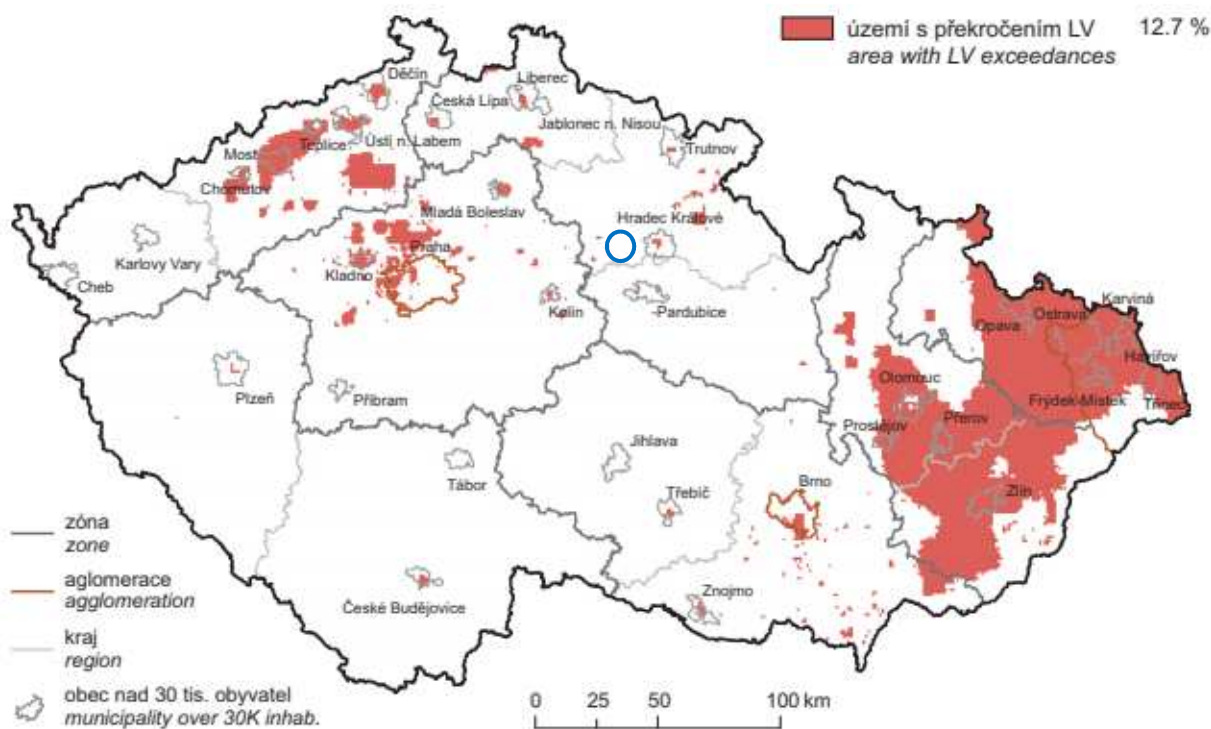 území s překročením LV 12.7 %
area with LV exceedances
Děčín
Liberec
Česká Lípa
Jablonec n. Nisou
Ústí n. Labem
Teplice
Most
Trutnov
Chomutov
Mladá Boleslav
Hradec Králové
Praha
Karlovy Vary
Kladno
Cheb
Kolín
Pardubice
Karviná
Ostrava
Opava
Havířov
Plzeň
Příbram
Olomouc
Frýdek-Místek
Třinec
Prostějov
Přerov
Jihlava
Tábor
Třebíč
Brno
Zlín
České Budějovice
Znojmo
zóna
zone
aglomerace
agglomeration
kraj
region
obec nad 30 tis. obyvatel
municipality over 30K inhab.
0 25 50 100 km